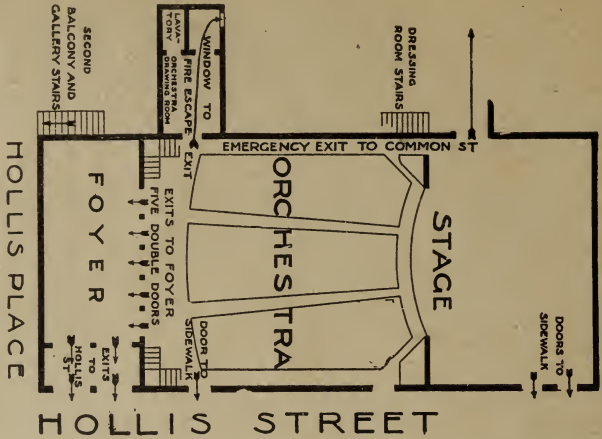 SECOND
BALCONY AND
GALLERY STAIRS
LAVA-
TORY
ORCHESTRA
DRAWING ROOM
WINDOW TO
FIRE ESCAPE
EXIT
DRESSING
ROOM STAIRS
EMERGENCY EXIT TO COMMON ST
HOLLIS PLACE
FOYER
EXITS TO FOYER
FIVE DOUBLE DOORS
ORCHESTRA
STAGE
EXITS
TO
HOLLIS
ST
DOOR TO
SIDEWALK
DOORS TO
SIDEWALK
HOLLIS STREET